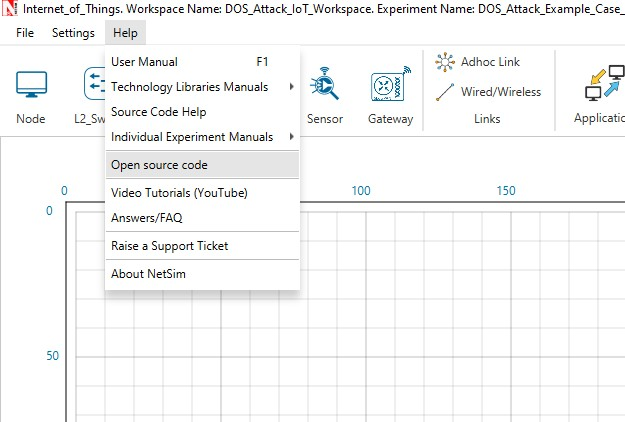 Internet_of_Things. Workspace Name: DOS_Attack_IoT_Workspace. Experiment Name: DOS_Attack_Example_Case_
File Settings Help
User Manual F1
Technology Libraries Manuals
Source Code Help
Individual Experiment Manuals
Open source code
Video Tutorials (YouTube)
Answers/FAQ
Raise a Support Ticket
About NetSim
Node L2_Sw Sensor Gateway
Adhoc Link
Wired/Wireless
Links
Applicatio
0 100 150
0
50